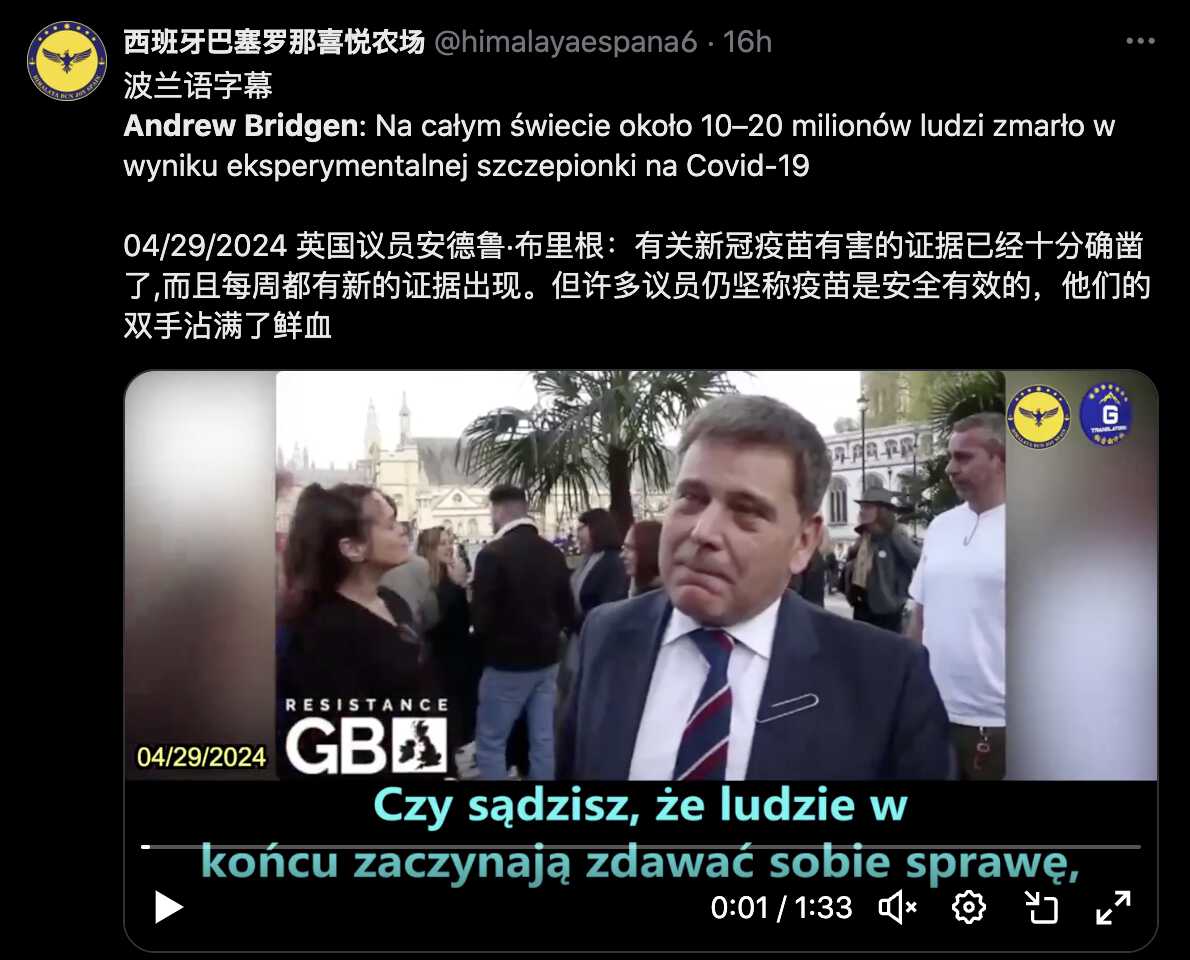 西班牙巴塞罗那喜悦农场 @himalayaespana6 · 16h
波兰语字幕
Andrew Bridgen: Na całym świecie około 10–20 milionów ludzi zmarło w
wyniku eksperymentalnej szczepionki na Covid-19
04/29/2024 英国议员安德鲁·布里根：有关新冠疫苗有害的证据已经十分确凿
了,而且每周都有新的证据出现。但许多议员仍坚称疫苗是安全有效的，他们的
双手沾满了鲜血
G
TRANSLATORS
RESISTANCE
GB
04/29/2024
Czy sądzisz, że ludzie w
końcu zaczynają zdawać sobie sprawę,
0:01 / 1:33